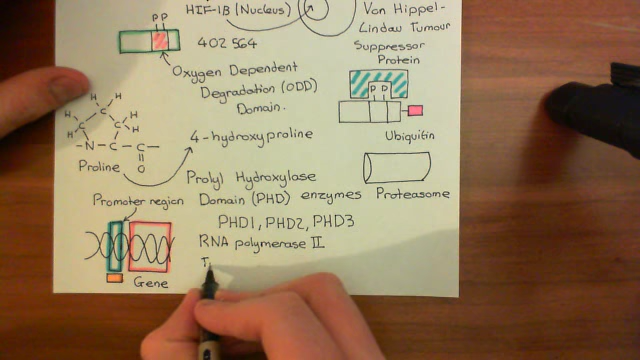 HIF-1B (Nucleus)
Von Hippel-
Lindau Tumour
Suppressor
Protein
P P
402 564
Oxygen Dependent
Degradation (ODD)
Domain.
P P
Ubiquitin
H H
H C H
H C C H
N - C - C -
O
Proline
4-hydroxyproline
Prolyl Hydroxylase
Domain (PHD) enzymes
Proteasome
PHD1, PHD2, PHD3
Promoter region
RNA polymerase II
T
Gene